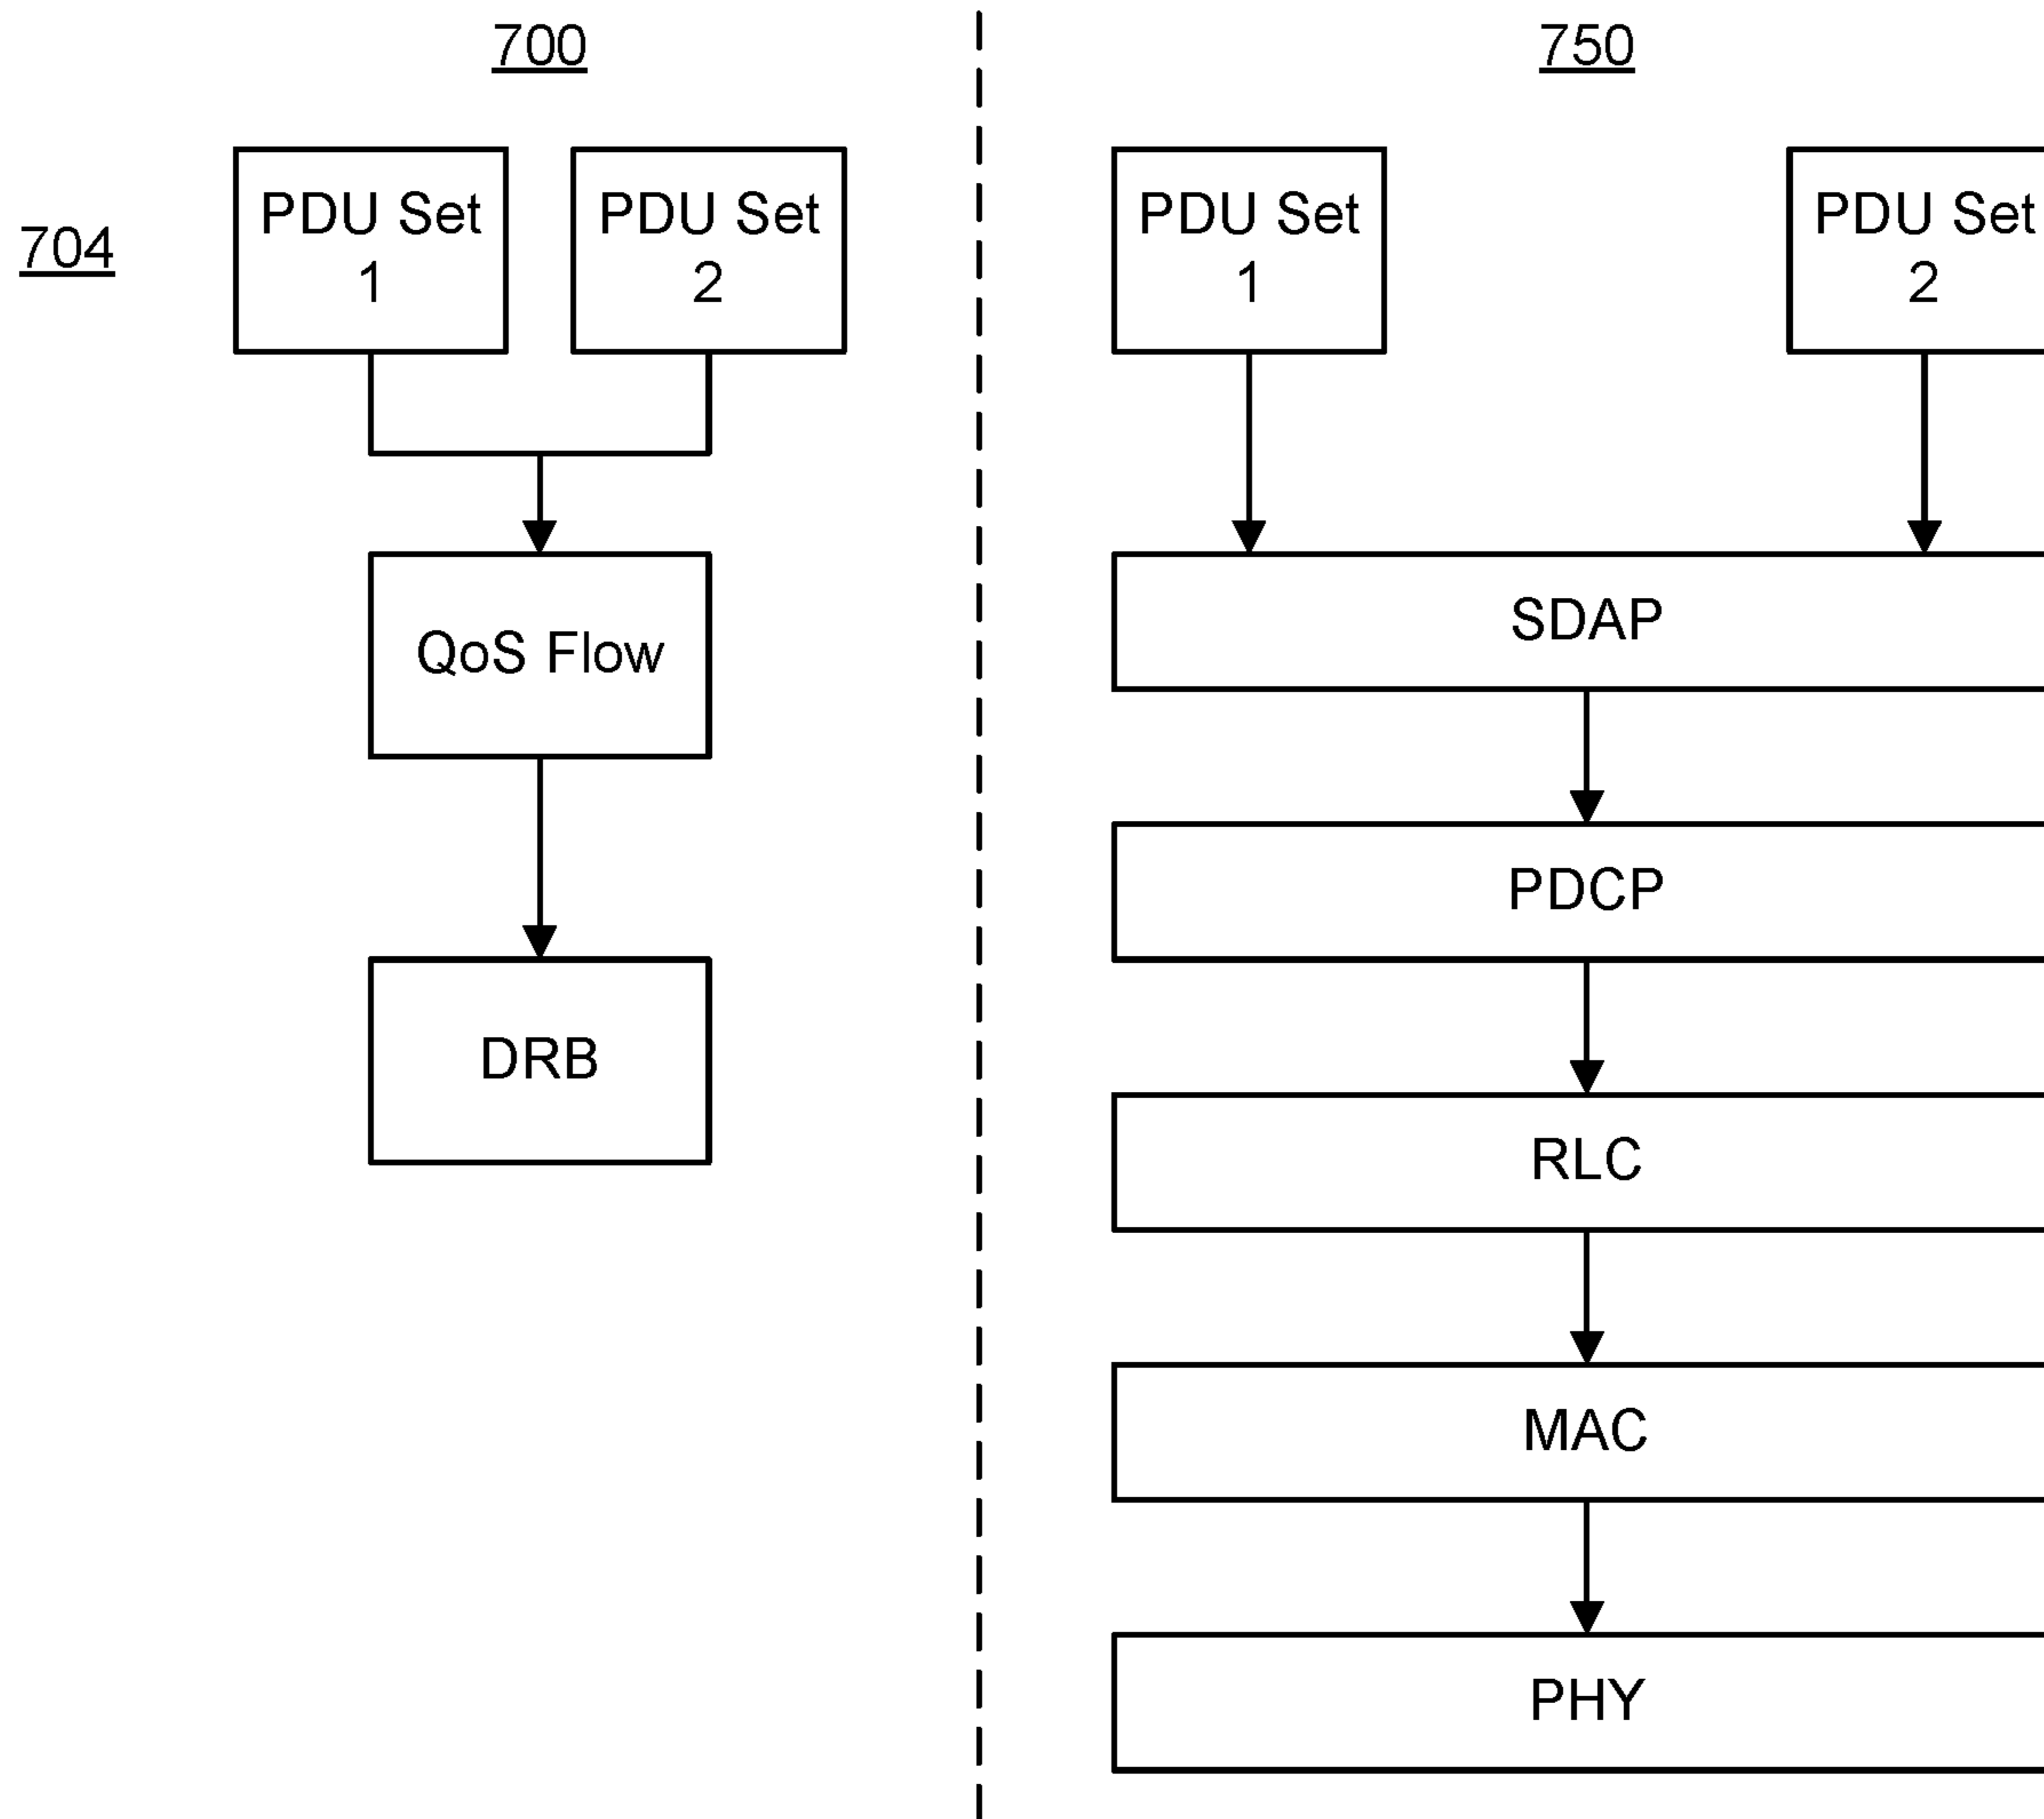 700
704
PDU Set
1
PDU Set
2
QoS Flow
DRB
750
PDU Set
1
PDU Set
2
SDAP
PDCP
RLC
MAC
PHY